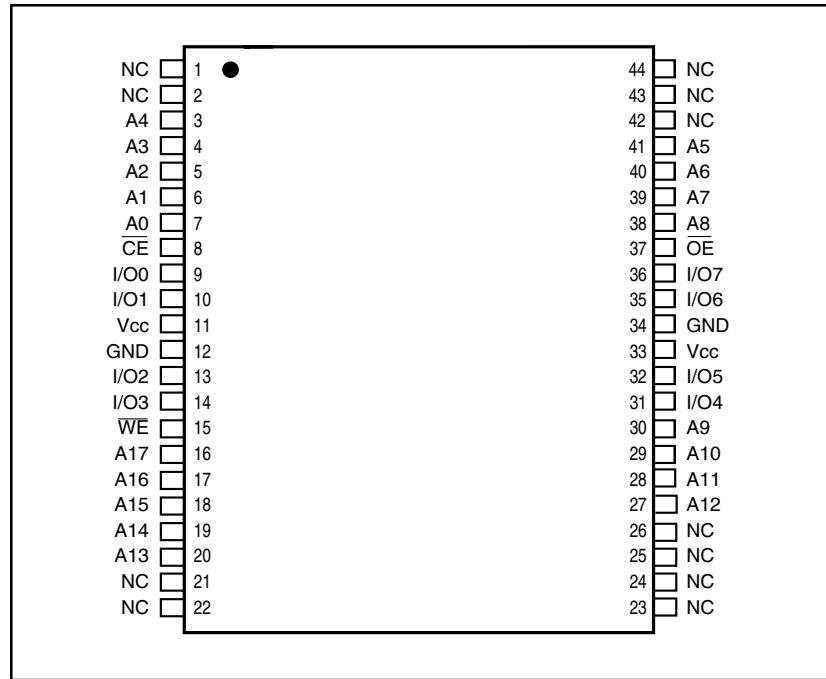 NC 1 44 NC
NC 2 43 NC
A4 3 42 NC
A3 4 41 A5
A2 5 40 A6
A1 6 39 A7
A0 7 38 A8
CE 8 37 OE
I/O0 9 36 I/O7
I/O1 10 35 I/O6
Vcc 11 34 GND
GND 12 33 Vcc
I/O2 13 32 I/O5
I/O3 14 31 I/O4
WE 15 30 A9
A17 16 29 A10
A16 17 28 A11
A15 18 27 A12
A14 19 26 NC
A13 20 25 NC
NC 21 24 NC
NC 22 23 NC